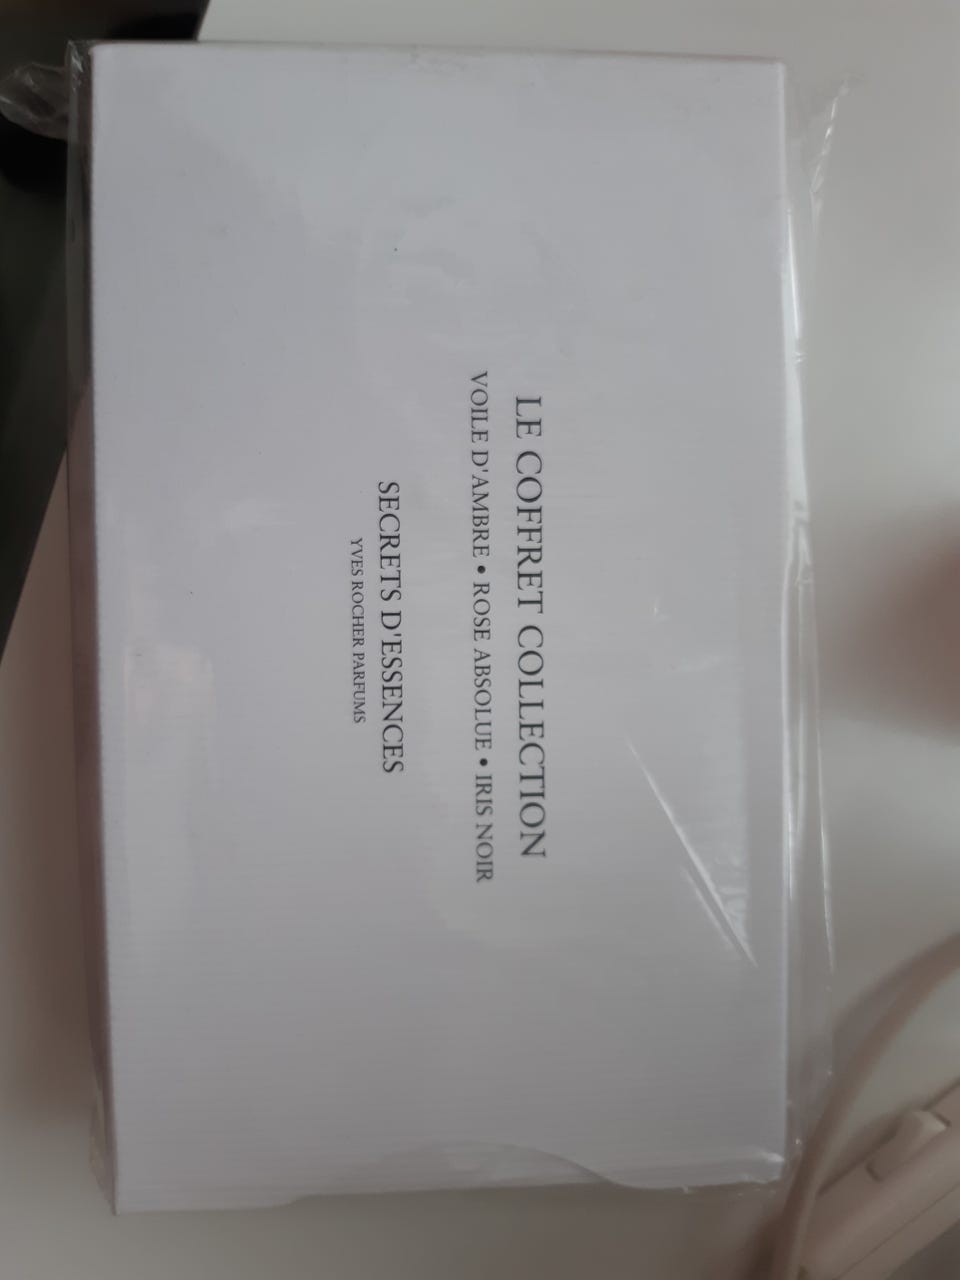 LE COFFRET COLLECTION
VOILE D'AMBRE • ROSE ABSOLUE • IRIS NOIR
SECRETS D'ESSENCES
YVES ROCHER PARFUMS